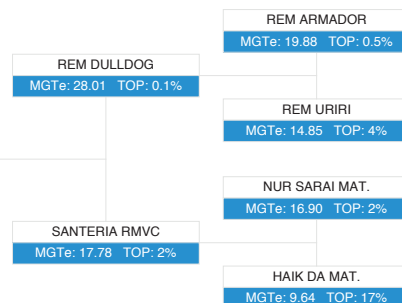 REM ARMADOR
MGTe: 19.88 TOP: 0.5%
REM DULLDOG
MGTe: 28.01 TOP: 0.1%
REM URIRI
MGTe: 14.85 TOP: 4%
NUR SARAI MAT.
MGTe: 16.90 TOP: 2%
SANTERIA RMVC
MGTe: 17.78 TOP: 2%
HAIK DA MAT.
MGTe: 9.64 TOP: 17%